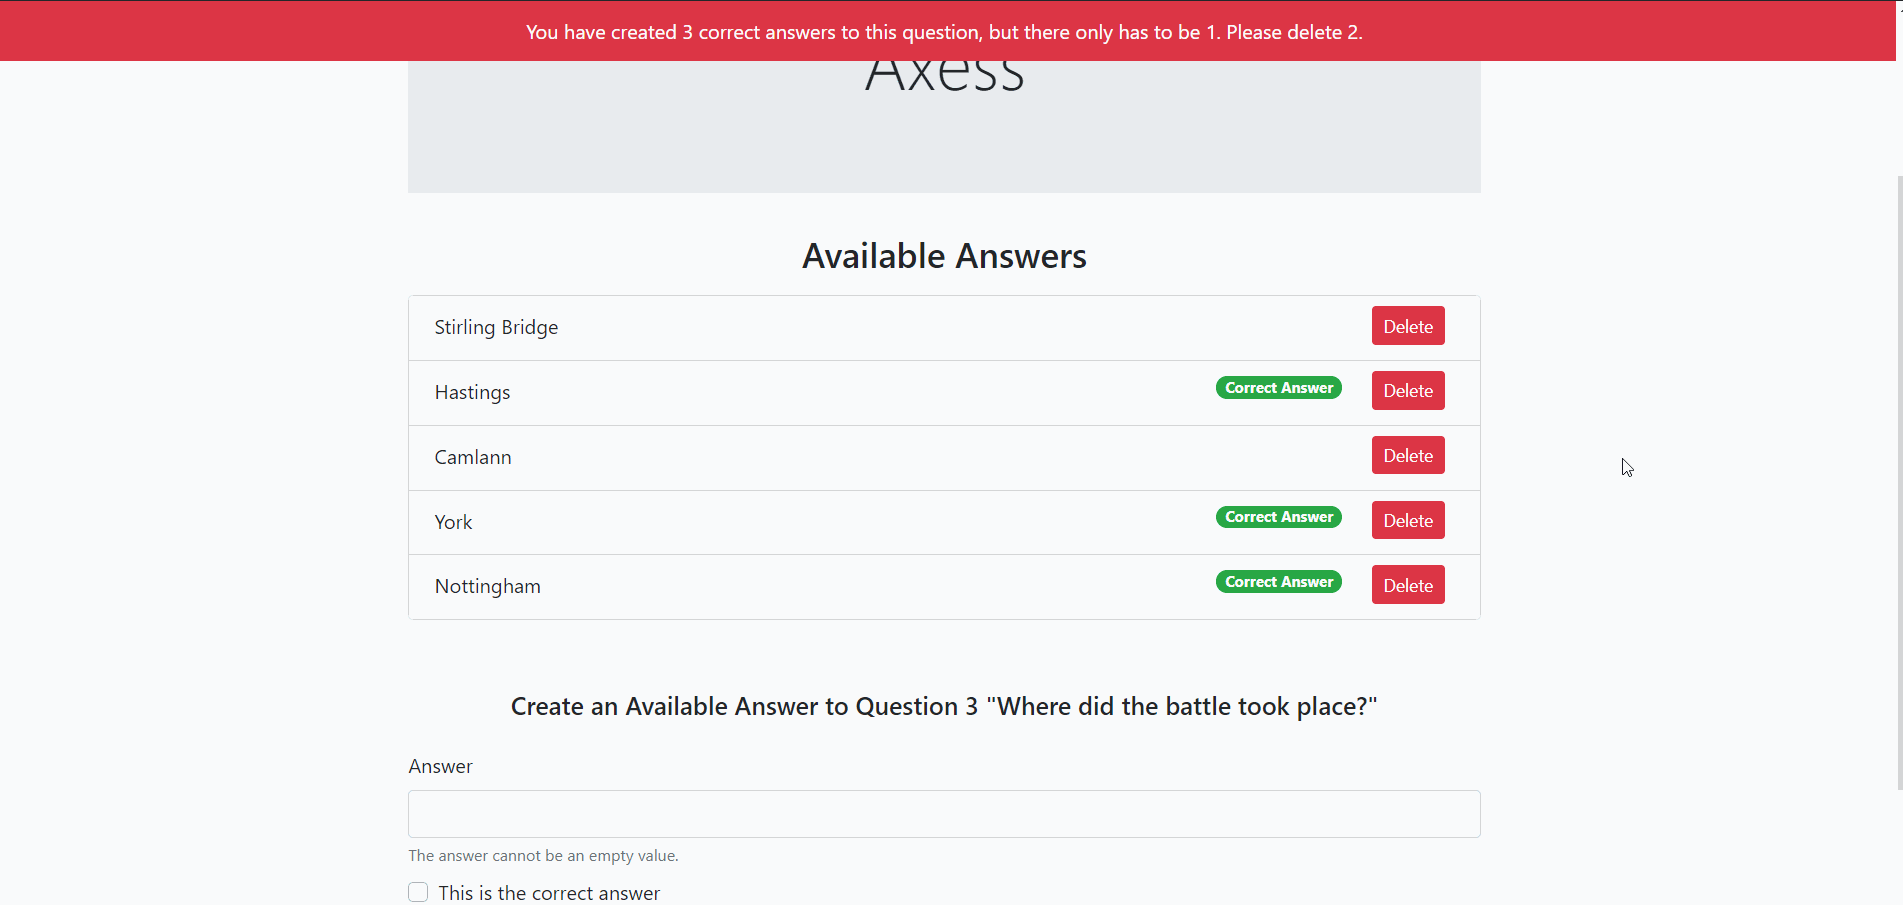 You have created 3 correct answers to this question, but there only has to be 1. Please delete 2.
Axess
Available Answers
Stirling Bridge Delete
Hastings Correct Answer Delete
Camlann Delete
York Correct Answer Delete
Nottingham Correct Answer Delete
Create an Available Answer to Question 3 "Where did the battle took place?"
Answer
The answer cannot be an empty value.
This is the correct answer